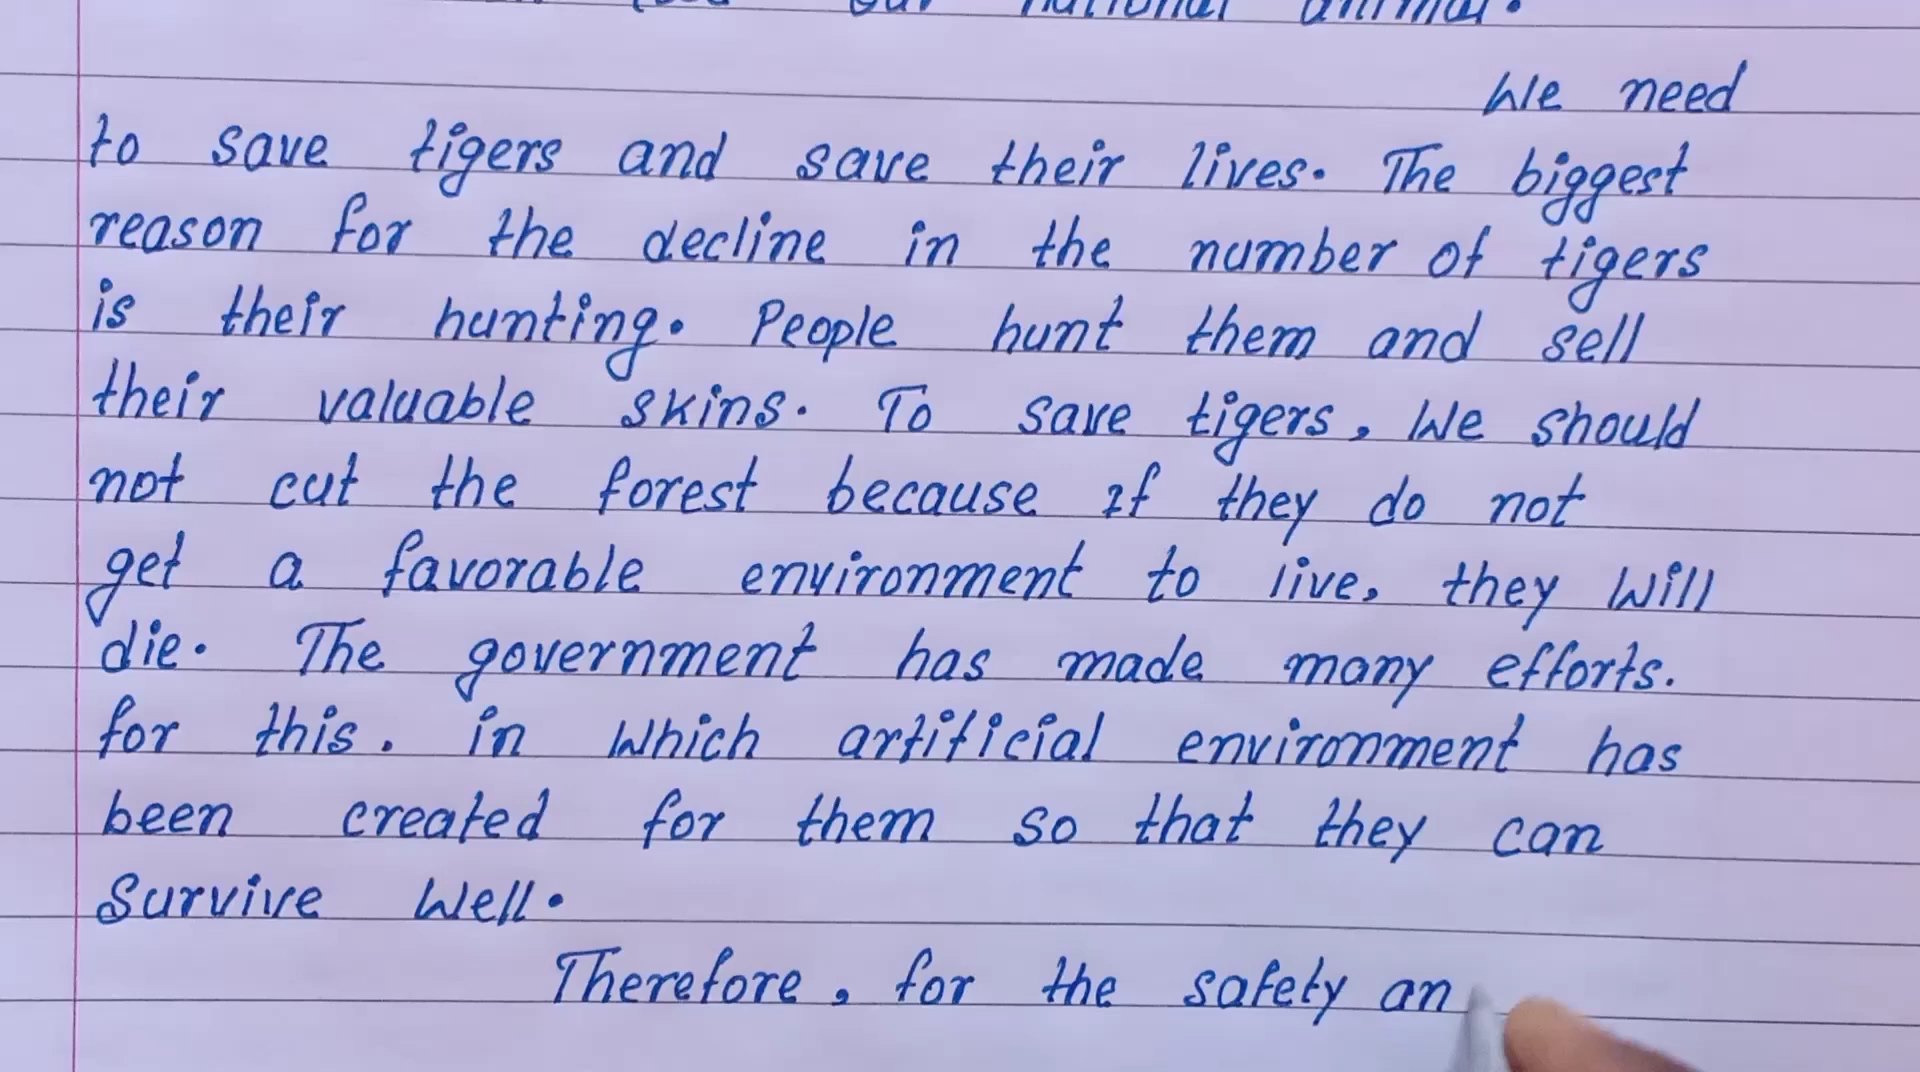 our national animal.
We need
to save tigers and save their lives. The biggest
reason for the decline in the number of tigers
is their hunting. People hunt them and sell
their valuable skins. To save tigers, We should
not cut the forest because If they do not
get a favorable environment to live, they Will
die. The government has made many efforts.
for this. in Which artificial environment has
been created for them so that they can
Survive Well.
Therefore, for the safety an